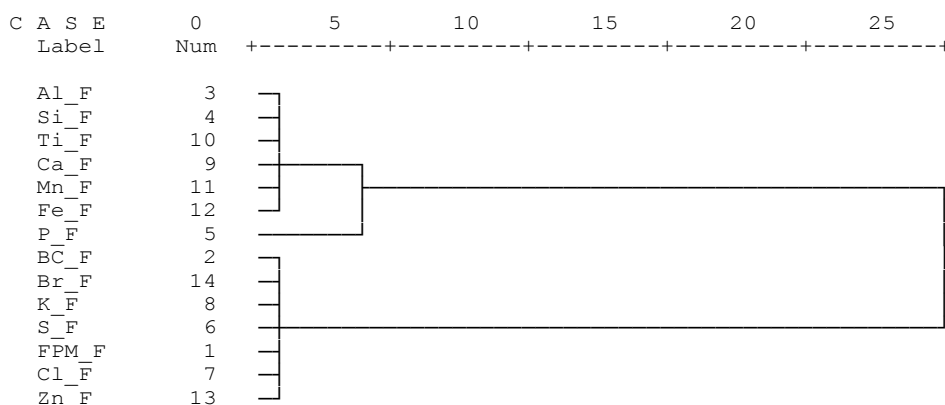 C A S E 0 5 10 15 20 25
Label Num +---------+---------+---------+---------+---------+
Al_F 3
Si_F 4
Ti_F 10
Ca_F 9
Mn_F 11
Fe_F 12
P_F 5
BC_F 2
Br_F 14
K_F 8
S_F 6
FPM_F 1
Cl_F 7
Zn_F 13